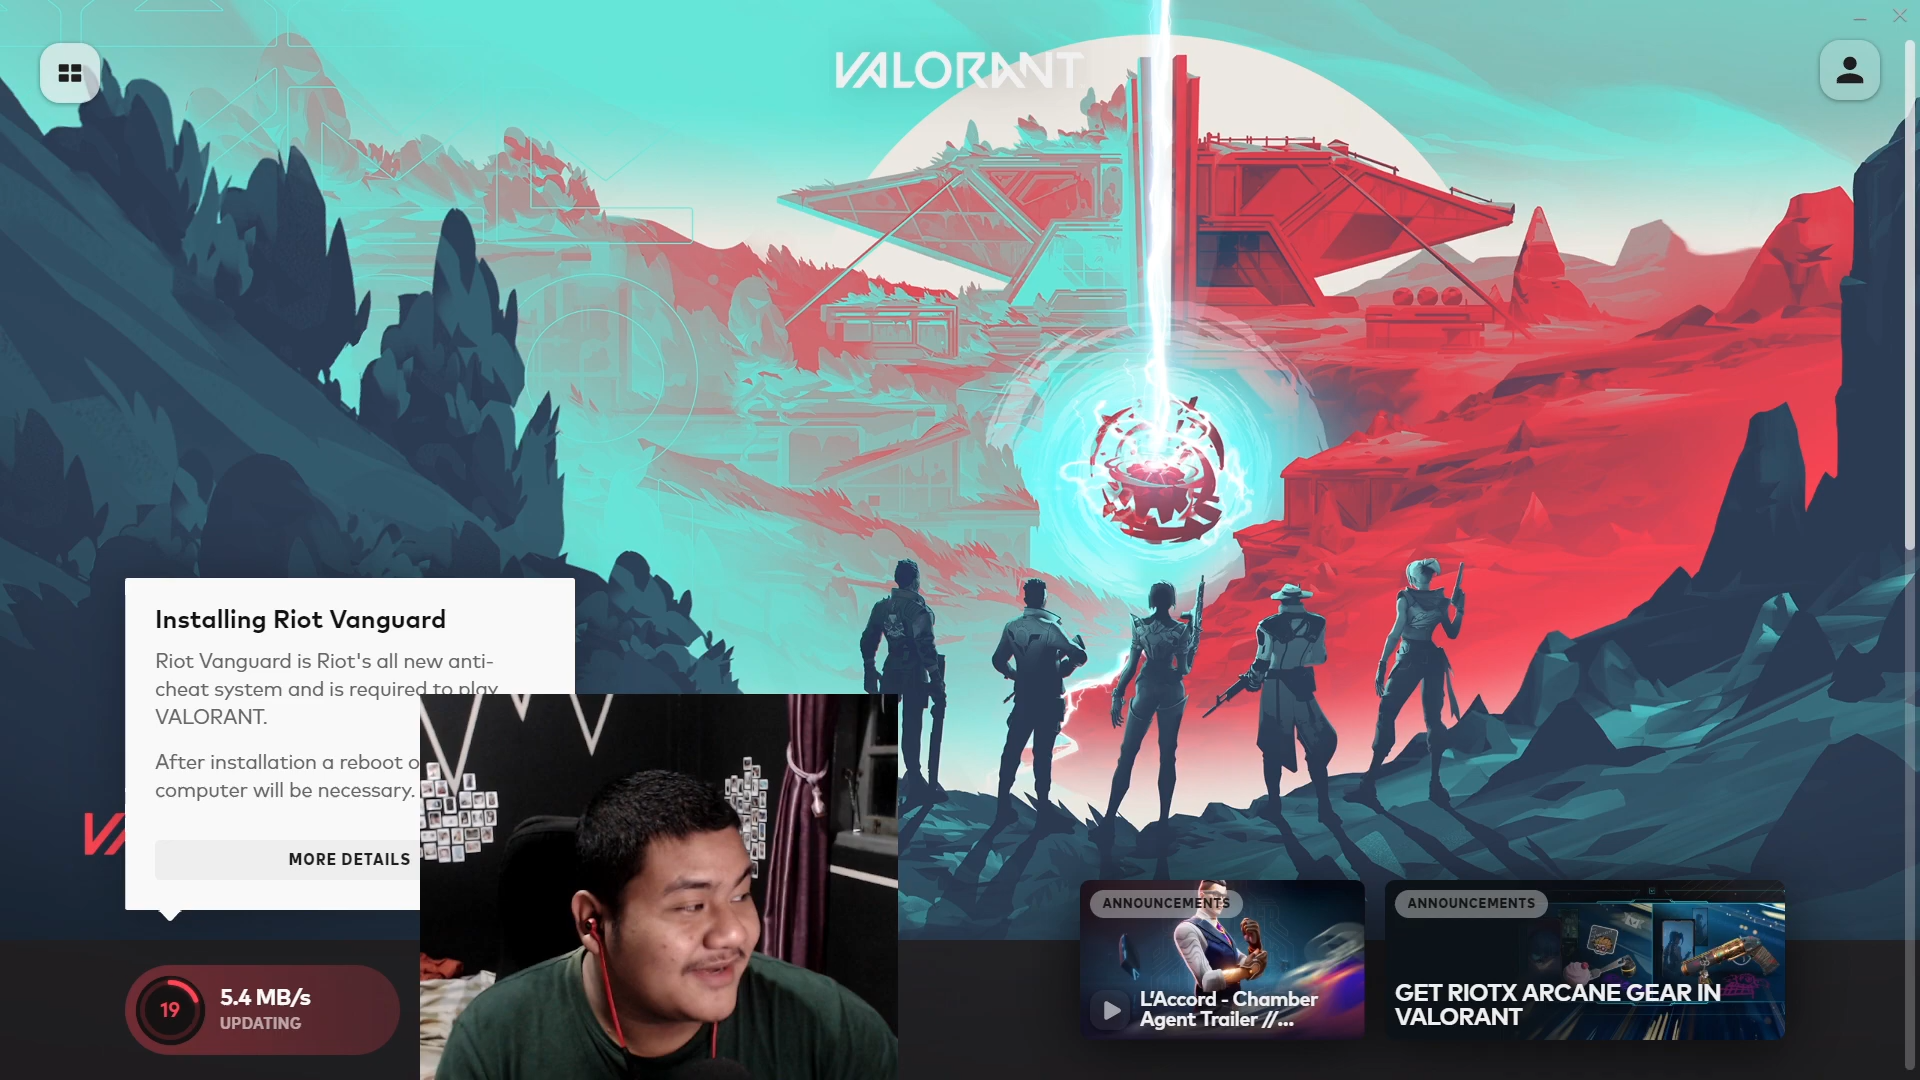 VALORANT
Installing Riot Vanguard
Riot Vanguard is Riot's all new anti-
cheat system and is required to play
VALORANT.
After installation a reboot o
computer will be necessary.
MORE DETAILS
VA
19
5.4 MB/s
UPDATING
ANNOUNCEMENTS
L'Accord - Chamber
Agent Trailer //...
ANNOUNCEMENTS
GET RIOTX ARCANE GEAR IN
VALORANT